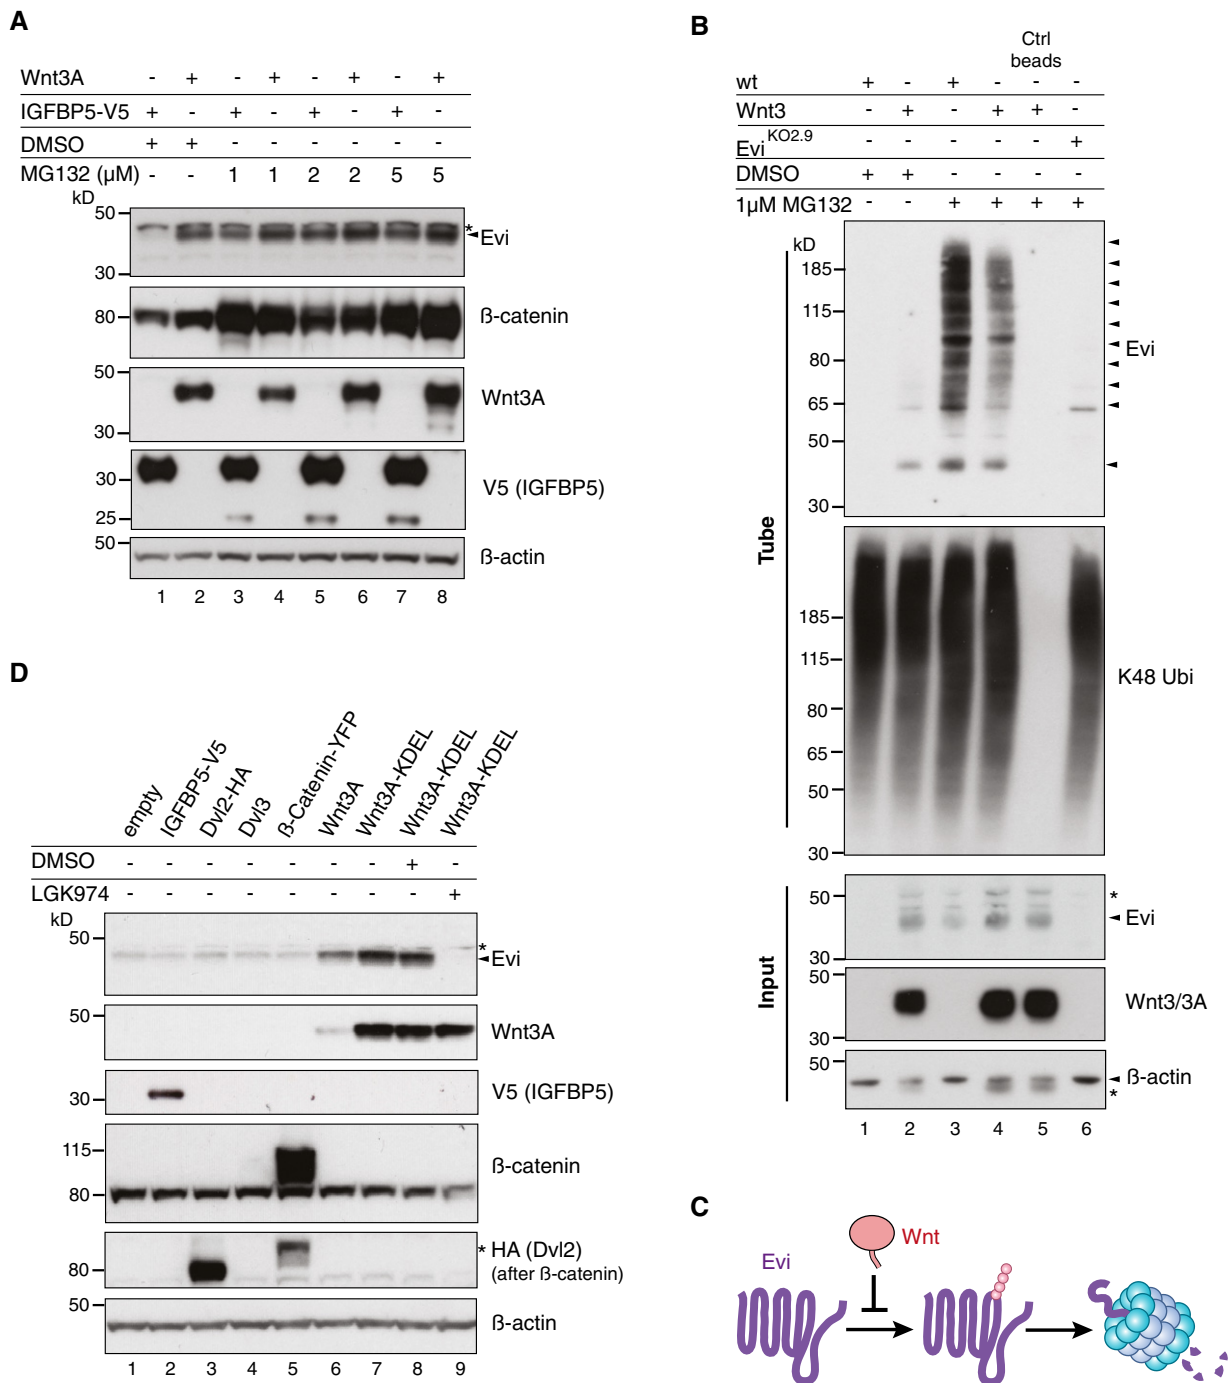 A
Wnt3A - + - + - + - +
IGFBP5-V5 + - + - + - + -
DMSO + + - - - - - -
MG132 (µM) - - 1 1 2 2 5 5
kD
50
*
Evi
30
80
ß-catenin
50
Wnt3A
30
30
V5 (IGFBP5)
25
50
ß-actin
1 2 3 4 5 6 7 8
B
Ctrl
beads
wt + - + - - -
Wnt3 - + - + + -
Evi KO2.9 - - - - - +
DMSO + + - - - -
1µM MG132 - - + + + +
kD
185
115
Evi
80
65
50
30
Tube
185
115
K48 Ubi
80
65
50
30
Input
50
*
Evi
30
50
Wnt3/3A
30
50
ß-actin
*
1 2 3 4 5 6
C
Wnt
Evi
D
empty
IGFBP5-V5
Dvl2-HA
Dvl3
ß-Catenin-YFP
Wnt3A
Wnt3A-KDEL
Wnt3A-KDEL
Wnt3A-KDEL
DMSO - - - - - - - + -
LGK974 - - - - - - - - +
kD
50
*
Evi
50
Wnt3A
30
V5 (IGFBP5)
115
ß-catenin
80
* HA (Dvl2)
80
(after ß-catenin)
50
ß-actin
1 2 3 4 5 6 7 8 9